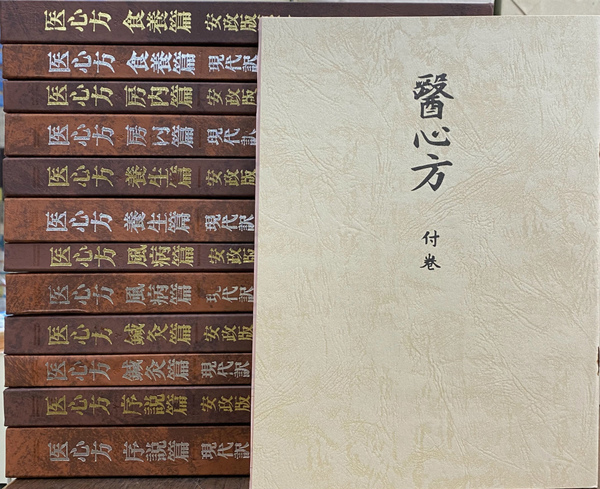 医心方 食養篇 安政版
医心方 食養篇 現代訳
医心方 房内篇 安政版
医心方 房内篇 現代訳
医心方 養生篇 安政版
医心方 養生篇 現代訳
医心方 風病篇 安政版
医心方 風病篇 現代訳
医心方 鍼灸篇 安政版
医心方 鍼灸篇 現代訳
医心方 序説篇 安政版
医心方 序説篇 現代訳
醫心方
付巻